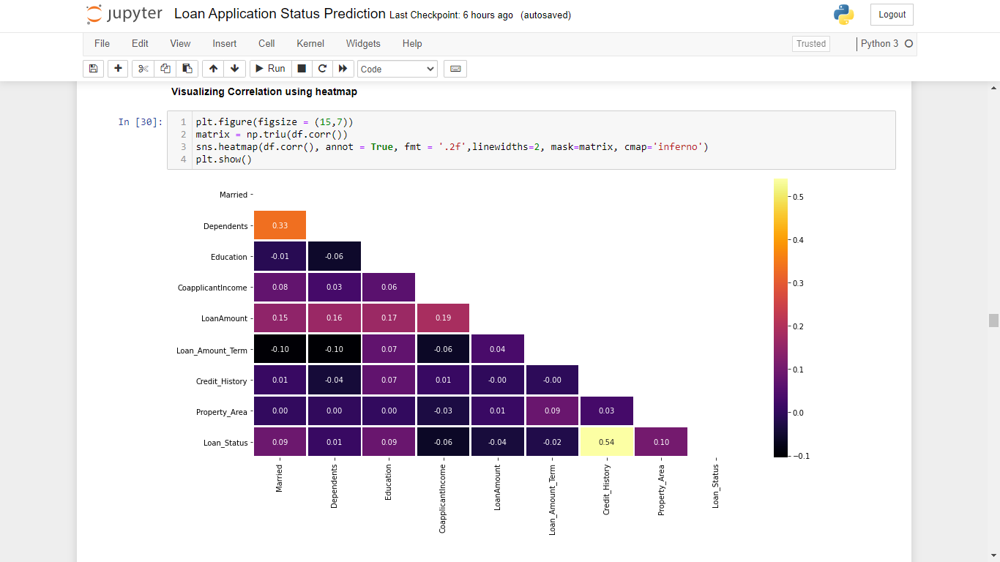 jupyter Loan Application Status Prediction Last Checkpoint: 6 hours ago (autosaved) Logout
File Edit View Insert Cell Kernel Widgets Help Trusted Python 3
Run Code
Visualizing Correlation using heatmap
In [30]:
1 plt.figure(figsize = (15,7))
2 matrix = np.triu(df.corr())
3 sns.heatmap(df.corr(), annot = True, fmt = '.2f',linewidths=2, mask=matrix, cmap='inferno')
4 plt.show()
Married
Dependents 0.33
Education -0.01 -0.06
CoapplicantIncome 0.08 0.03 0.06
LoanAmount 0.15 0.16 0.17 0.19
Loan_Amount_Term -0.10 -0.10 0.07 -0.06 0.04
Credit_History 0.01 -0.04 0.07 0.01 -0.00 -0.00
Property_Area 0.00 0.00 0.00 -0.03 0.01 0.09 0.03
Loan_Status 0.09 0.01 0.09 -0.06 -0.04 -0.02 0.54 0.10
Married Dependents Education CoapplicantIncome LoanAmount Loan_Amount_Term Credit_History Property_Area Loan_Status
0.5
0.4
0.3
0.2
0.1
0.0
−0.1